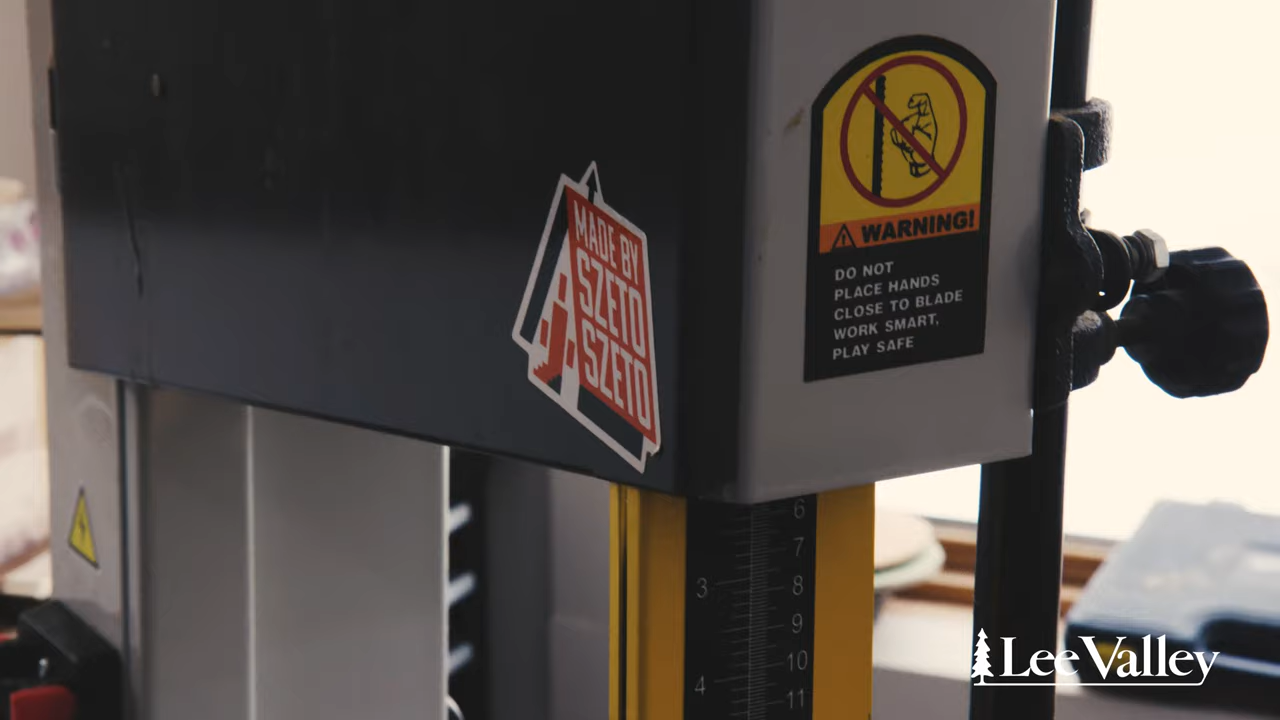 MADE BY
SZETO
SZETO
WARNING!
DO NOT
PLACE HANDS
CLOSE TO BLADE
WORK SMART,
PLAY SAFE
6
7
3 8
9
10
4 11
Lee Valley